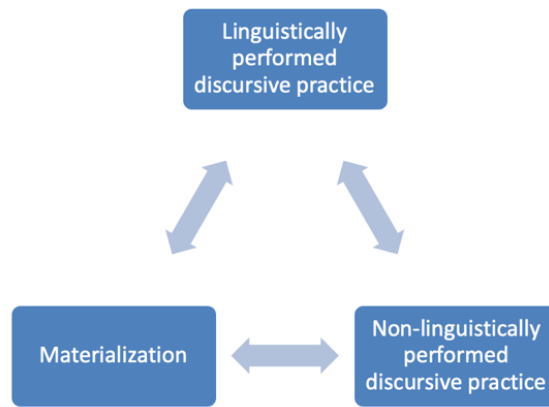 Linguistically
performed
discursive practice
Materialization
Non-linguistically
performed
discursive practice